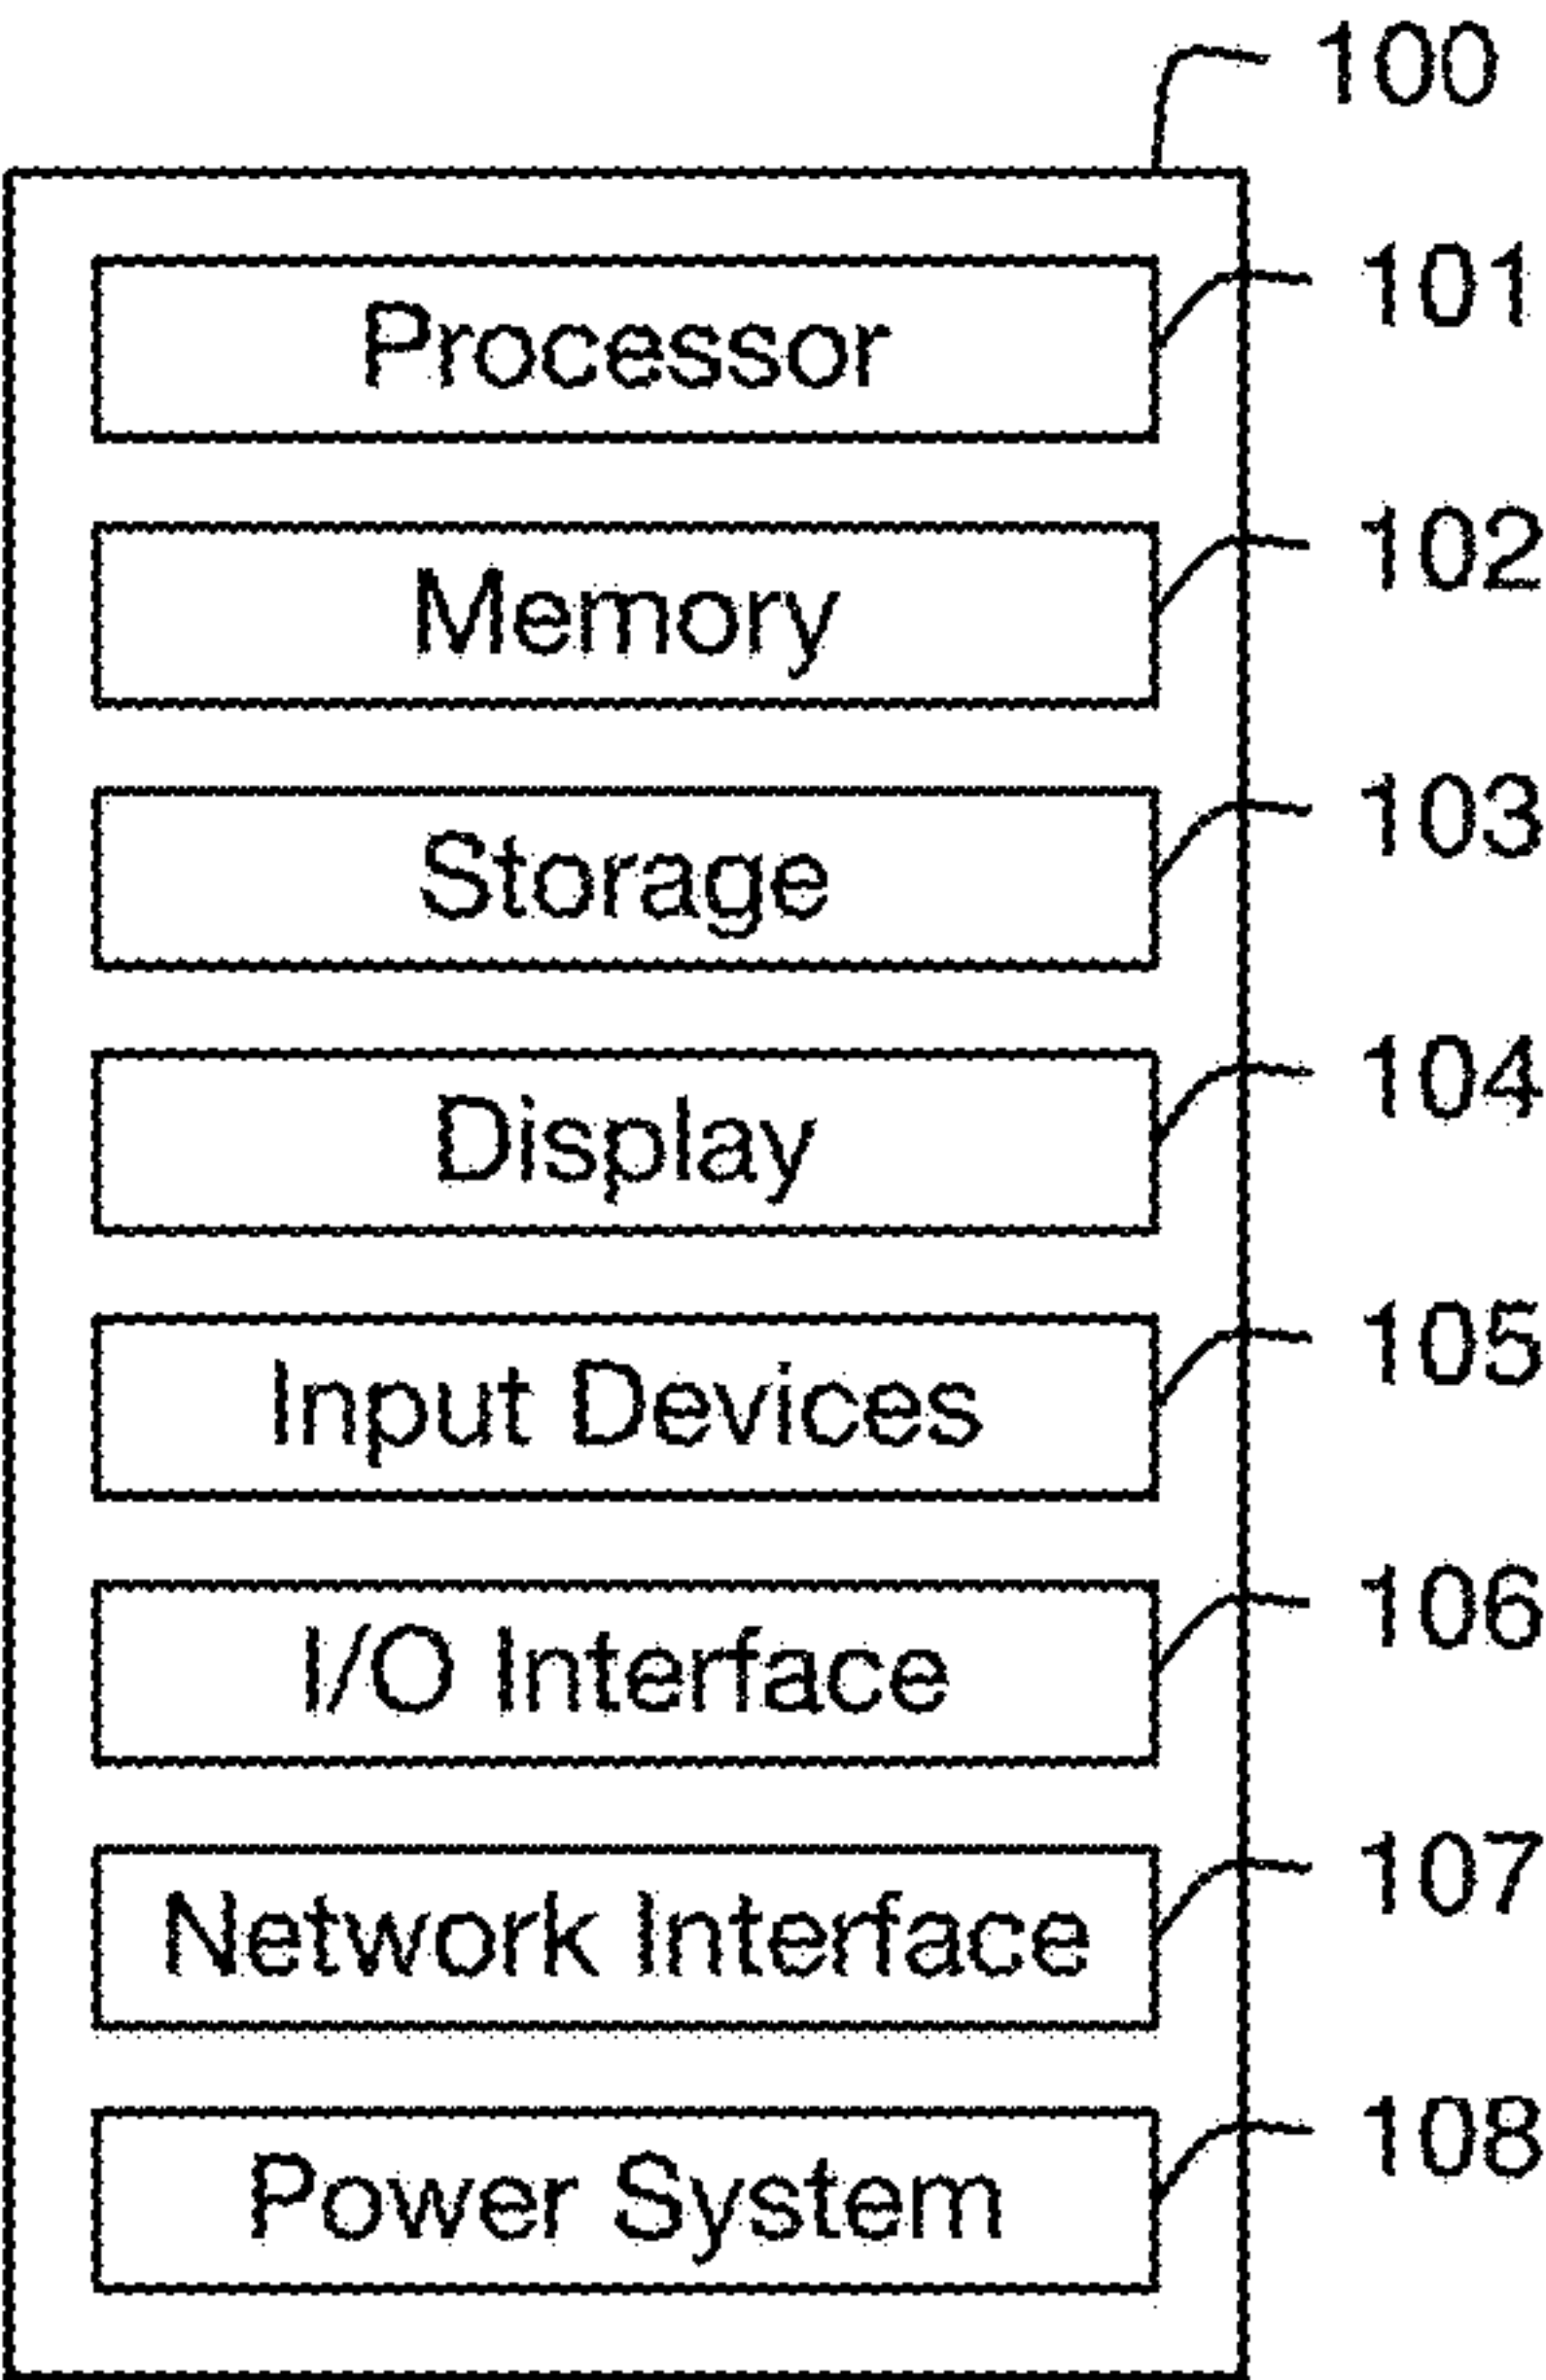 100
Processor 101
Memory 102
Storage 103
Display 104
Input Devices 105
I/O Interface 106
Network Interface 107
Power System 108